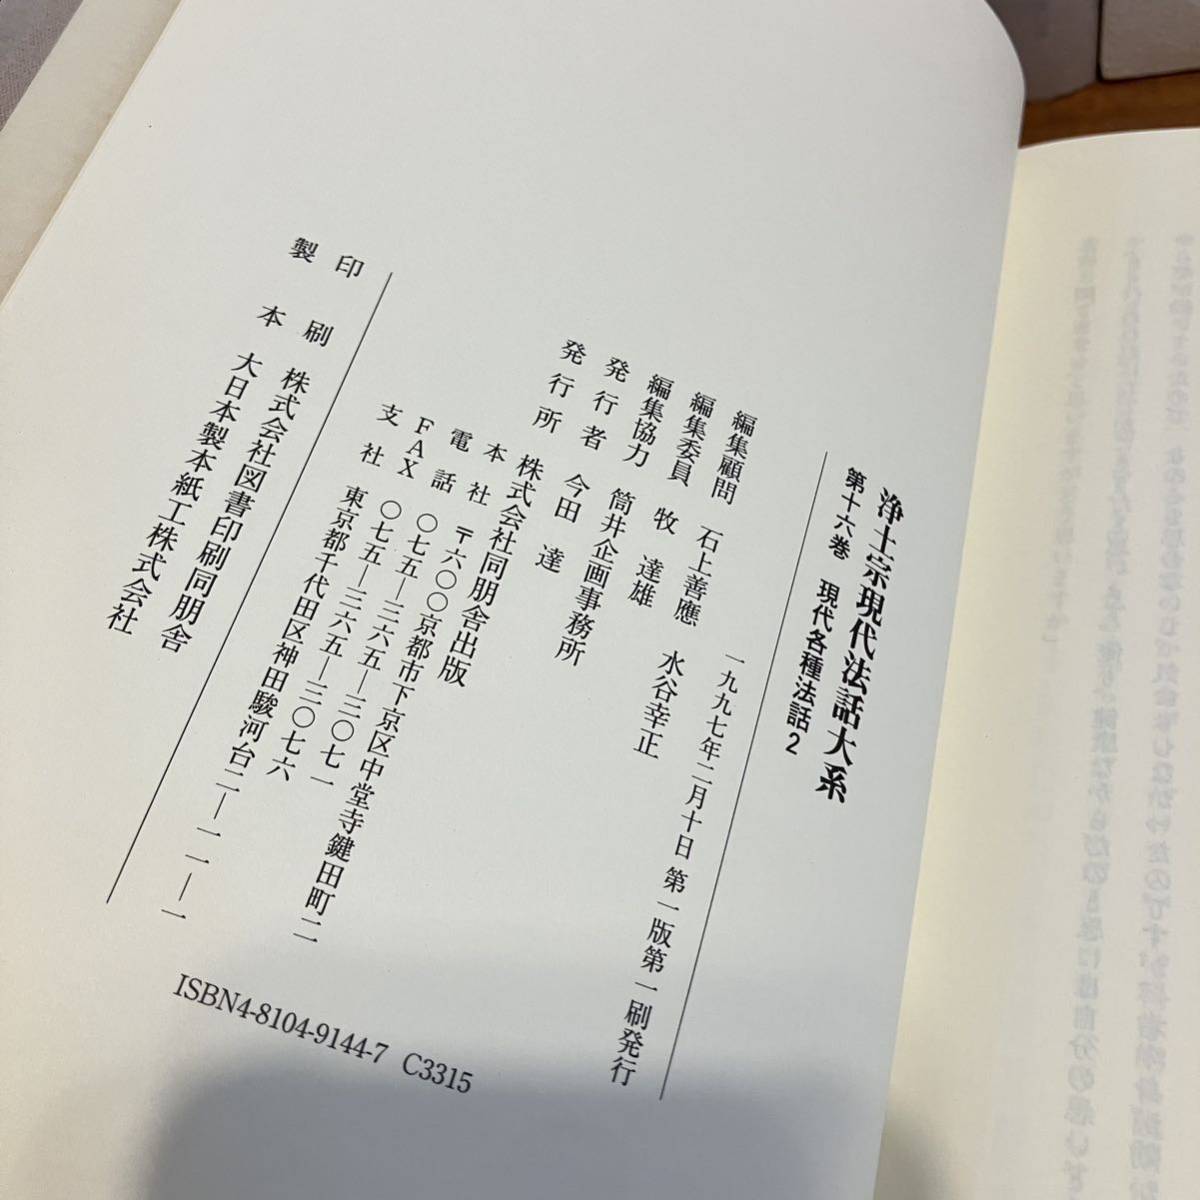 浄土宗現代法話大系
第十六巻 現代各種法話2
一九九七年二月十日 第一版第一刷発行
編集顧問 石上善應 水谷幸正
編集委員 牧達雄
編集協力 筒井企画事務所
発行者 今田達
発行所 株式会社同朋舎出版
本社 〒六〇〇京都市下京区中堂寺鍵田町二
電話 〇七五―三六五―三〇七一
FAX 〇七五―三六五―三〇七六
支社 東京都千代田区神田駿河台二―一一―一
印刷 株式会社図書印刷同朋舎
製本 大日本製本紙工株式会社
ISBN4-8104-9144-7 C3315